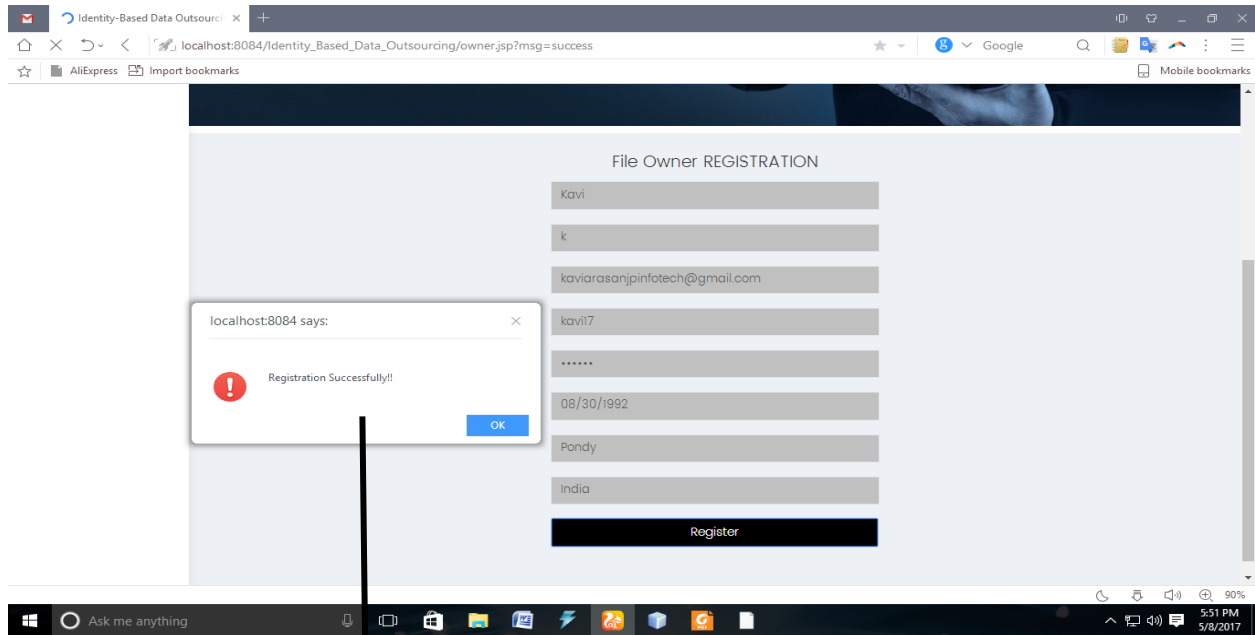 Identity-Based Data Outsourci
localhost:8084/Identity_Based_Data_Outsourcing/owner.jsp?msg=success
Google
AliExpress
Import bookmarks
Mobile bookmarks
File Owner REGISTRATION
Kavi
k
kaviarasanjpinfotech@gmail.com
localhost:8084 says:
kavi17
••••••
Registration Successfully!!
08/30/1992
OK
Pondy
India
Register
90%
Ask me anything
5:51 PM
5/8/2017